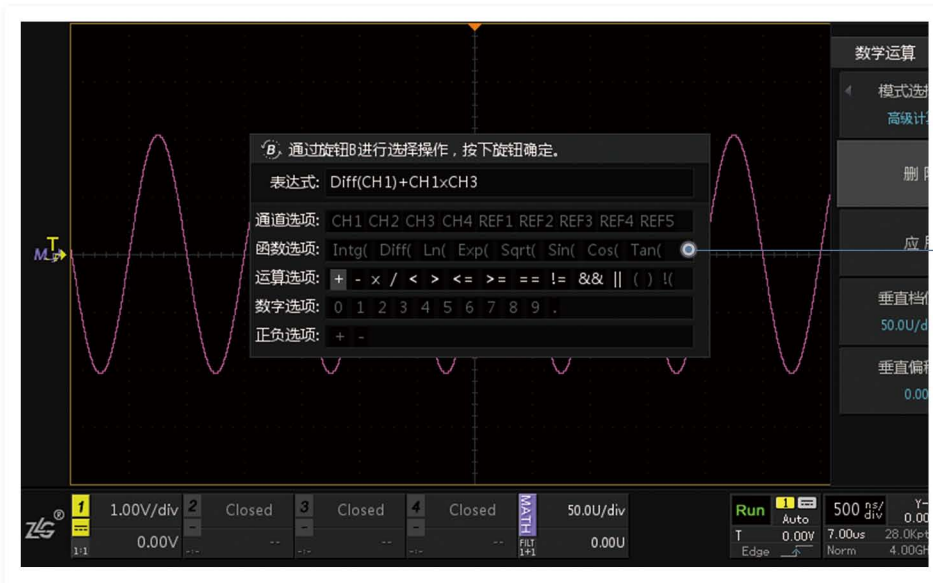 数学运算
模式选
高级计
删
应
垂直档
50.0U/d
垂直偏
0.00
B 通过旋钮B进行选择操作，按下旋钮确定。
表达式: Diff(CH1)+CH1xCH3
通道选项: CH1 CH2 CH3 CH4 REF1 REF2 REF3 REF4 REF5
函数选项: Intg( Diff( Ln( Exp( Sqrt( Sin( Cos( Tan(
运算选项: + - x / < > <= >= == != && || ( ) !(
数字选项: 0 1 2 3 4 5 6 7 8 9 .
正负选项: + -
T
M
ZLG®
1 1.00V/div 2 Closed 3 Closed 4 Closed MATH 50.0U/div
1:1 0.00V -:- -- -:- -- -:- -- FILT 1+1 0.00U
Run 1 Auto 500 ns/div Y-
T 0.00V 7.00us 28.0Kpt
0.00
Edge Norm 4.00GH